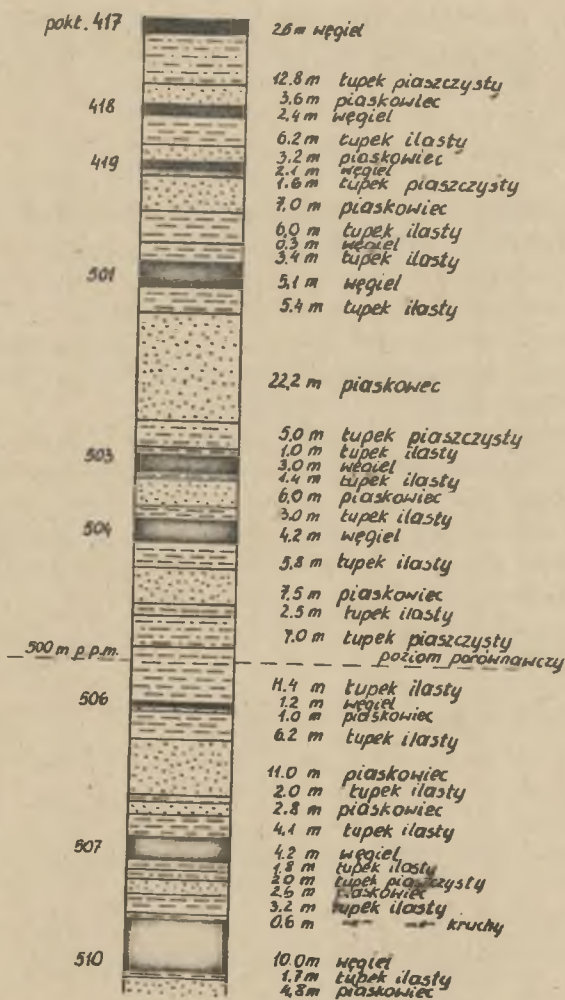 pokł. 417 2.6 m węgiel
12.8 m łupek piaszczysty
3.6 m piaskowiec
418 2.4 m węgiel
6.2 m łupek ilasty
3.2 m piaskowiec
419 2.1 m węgiel
1.6 m łupek piaszczysty
7.0 m piaskowiec
6.0 m łupek ilasty
0.3 m węgiel
3.4 m łupek ilasty
501 5.1 m węgiel
5.4 m łupek ilasty
22.2 m piaskowec
5.0 m łupek piaszczysty
503 1.0 m łupek ilasty
3.0 m węgiel
1.4 m łupek ilasty
6.0 m piaskowiec
3.0 m łupek ilasty
504 4.2 m węgiel
5.8 m łupek ilasty
7.5 m piaskowiec
2.5 m łupek ilasty
7.0 m łupek piaszczysty
500 m p.p.m. poziom porównawczy
11.4 m łupek ilasty
506 1.2 m węgiel
1.0 m piaskowiec
6.2 m łupek ilasty
11.0 m piaskowiec
2.0 m łupek ilasty
2.8 m piaskowiec
4.1 m łupek ilasty
507 4.2 m węgiel
1.8 m łupek ilasty
2.0 m łupek piaszczysty
2.6 m piaskowiec
3.2 m łupek ilasty
0.6 m —"— —"— kruchy
510 10.0 m węgiel
1.7 m łupek ilasty
4.8 m piaskowiec